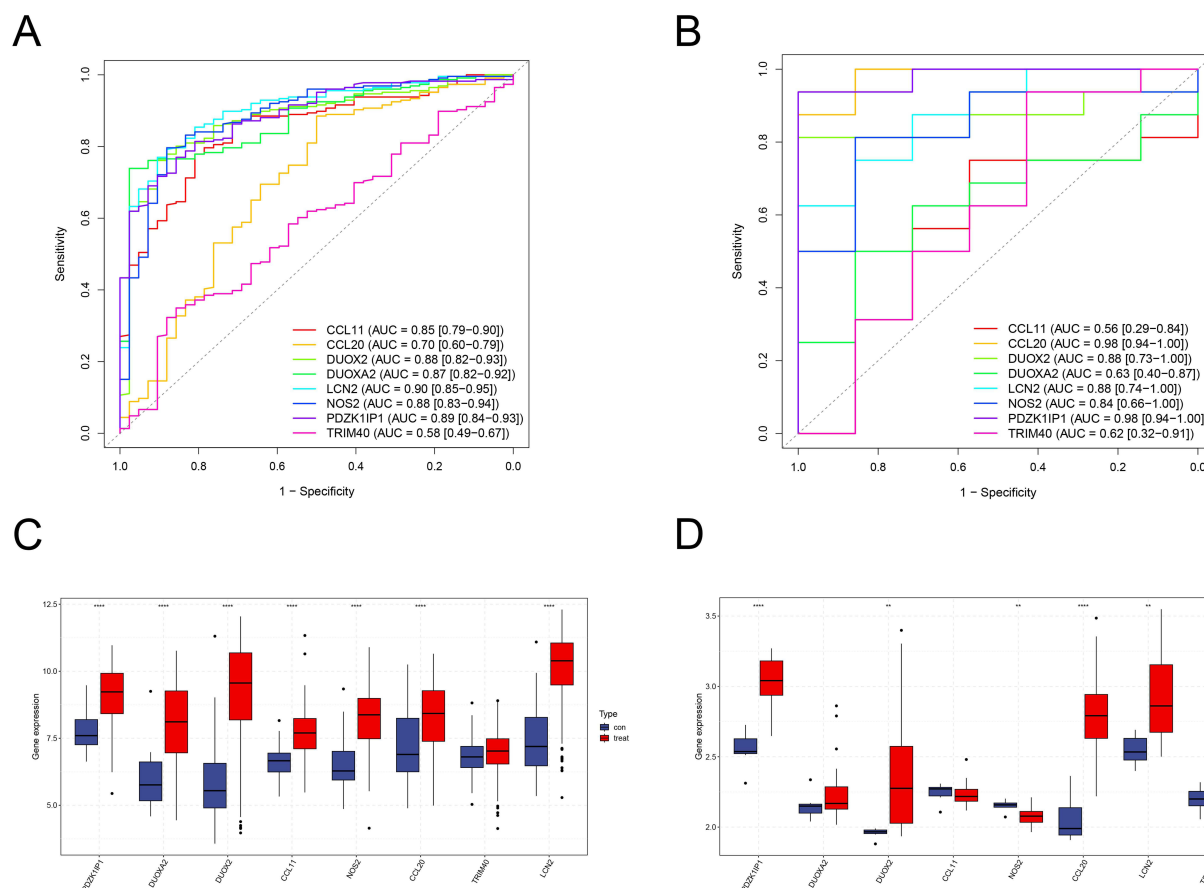 A
B
Sensitivity
1.0
0.8
0.6
0.4
0.2
0.0
CCL11 (AUC = 0.85 [0.79−0.90])
CCL20 (AUC = 0.70 [0.60−0.79])
DUOX2 (AUC = 0.88 [0.82−0.93])
DUOXA2 (AUC = 0.87 [0.82−0.92])
LCN2 (AUC = 0.90 [0.85−0.95])
NOS2 (AUC = 0.88 [0.83−0.94])
PDZK1IP1 (AUC = 0.89 [0.84−0.93])
TRIM40 (AUC = 0.58 [0.49−0.67])
1.0 0.8 0.6 0.4 0.2 0.0
1 − Specificity
Sensitivity
1.0
0.8
0.6
0.4
0.2
0.0
CCL11 (AUC = 0.56 [0.29−0.84])
CCL20 (AUC = 0.98 [0.94−1.00]
DUOX2 (AUC = 0.88 [0.73−1.00]
DUOXA2 (AUC = 0.63 [0.40−0.87]
LCN2 (AUC = 0.88 [0.74−1.00])
NOS2 (AUC = 0.84 [0.66−1.00])
PDZK1IP1 (AUC = 0.98 [0.94−1.00]
TRIM40 (AUC = 0.62 [0.32−0.91])
1.0 0.8 0.6 0.4 0.2 0.0
1 − Specificity
C
D
Gene expression
12.5
10.0
7.5
5.0
**** **** **** **** **** **** ****
PDZK1IP1 DUOXA2 DUOX2 CCL11 NOS2 CCL20 TRIM40 LCN2
Type
con
treat
Gene expression
3.5
3.0
2.5
2.0
**** ** ** **** **
PDZK1IP1 DUOXA2 DUOX2 CCL11 NOS2 CCL20 LCN2